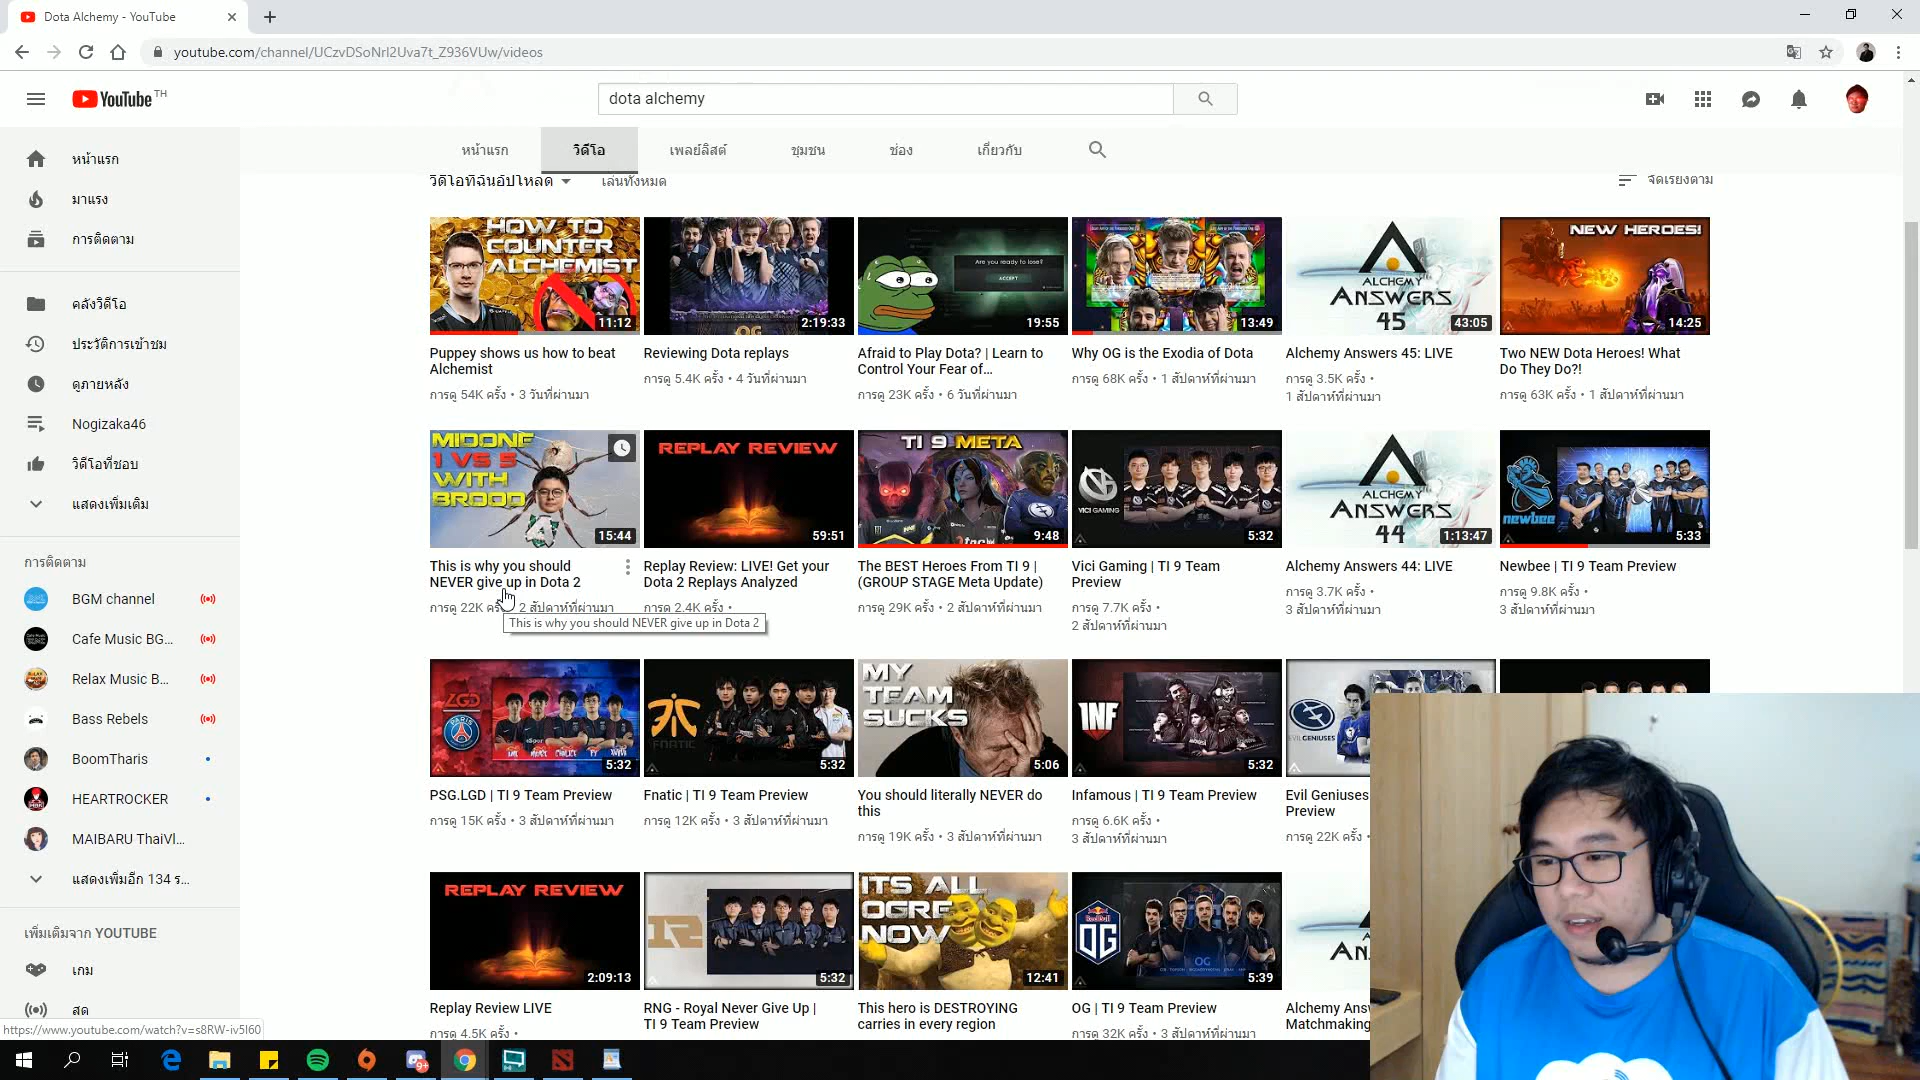 Dota Alchemy - YouTube
youtube.com/channel/UCzvDSoNrl2Uva7t_Z936VUw/videos
YouTube TH
dota alchemy
หน้าแรก
วิดีโอ
เพลย์ลิสต์
ชุมชน
ช่อง
เกี่ยวกับ
วิดีโอที่ฉันอัปโหลด
เล่นทั้งหมด
จัดเรียงตาม
หน้าแรก
มาแรง
การติดตาม
คลังวิดีโอ
ประวัติการเข้าชม
ดูภายหลัง
Nogizaka46
วิดีโอที่ชอบ
แสดงเพิ่มเติม
การติดตาม
BGM channel
Cafe Music BG...
Relax Music B...
Bass Rebels
BoomTharis
HEARTROCKER
MAIBARU ThaiVl...
แสดงเพิ่มอีก 134 ร...
เพิ่มเติมจาก YOUTUBE
เกม
สด
HOW TO
COUNTER
ALCHEMIST
11:12
Puppey shows us how to beat
Alchemist
การดู 54K ครั้ง • 3 วันที่ผ่านมา
OG
2:19:33
Reviewing Dota replays
การดู 5.4K ครั้ง • 4 วันที่ผ่านมา
Are you ready to lose?
ACCEPT
19:55
Afraid to Play Dota? | Learn to
Control Your Fear of...
การดู 23K ครั้ง • 6 วันที่ผ่านมา
13:49
Why OG is the Exodia of Dota
การดู 68K ครั้ง • 1 สัปดาห์ที่ผ่านมา
ALCHEMY
ANSWERS
45
43:05
Alchemy Answers 45: LIVE
การดู 3.5K ครั้ง •
1 สัปดาห์ที่ผ่านมา
NEW HEROES!
14:25
Two NEW Dota Heroes! What
Do They Do?!
การดู 63K ครั้ง • 1 สัปดาห์ที่ผ่านมา
MIDONE
1 VS 5
WITH
BROOD
15:44
This is why you should
NEVER give up in Dota 2
การดู 22K ครั้ง • 2 สัปดาห์ที่ผ่านมา
This is why you should NEVER give up in Dota 2
REPLAY REVIEW
59:51
Replay Review: LIVE! Get your
Dota 2 Replays Analyzed
การดู 2.4K ครั้ง •
TI 9 META
9:48
The BEST Heroes From TI 9 |
(GROUP STAGE Meta Update)
การดู 29K ครั้ง • 2 สัปดาห์ที่ผ่านมา
VICI GAMING
5:32
Vici Gaming | TI 9 Team
Preview
การดู 7.7K ครั้ง •
2 สัปดาห์ที่ผ่านมา
ALCHEMY
ANSWERS
44
1:13:47
Alchemy Answers 44: LIVE
การดู 3.7K ครั้ง •
3 สัปดาห์ที่ผ่านมา
newbee
5:33
Newbee | TI 9 Team Preview
การดู 9.8K ครั้ง •
3 สัปดาห์ที่ผ่านมา
LGD
PARIS
5:32
PSG.LGD | TI 9 Team Preview
การดู 15K ครั้ง • 3 สัปดาห์ที่ผ่านมา
FNATIC
5:32
Fnatic | TI 9 Team Preview
การดู 12K ครั้ง • 3 สัปดาห์ที่ผ่านมา
MY
TEAM
SUCKS
5:06
You should literally NEVER do
this
การดู 19K ครั้ง • 3 สัปดาห์ที่ผ่านมา
INF
5:32
Infamous | TI 9 Team Preview
การดู 6.6K ครั้ง •
3 สัปดาห์ที่ผ่านมา
EVIL GENIUSES
Evil Geniuses
Preview
การดู 22K ครั้ง •
REPLAY REVIEW
2:09:13
Replay Review LIVE
การดู 4.5K ครั้ง •
5:32
RNG - Royal Never Give Up |
TI 9 Team Preview
ITS ALL
OGRE
NOW
12:41
This hero is DESTROYING
carries in every region
OG
OG
5:39
OG | TI 9 Team Preview
การดู 32K ครั้ง • 3 สัปดาห์ที่ผ่านมา
Alchemy Ans
Matchmaking
https://www.youtube.com/watch?v=s8RW-iv5I60